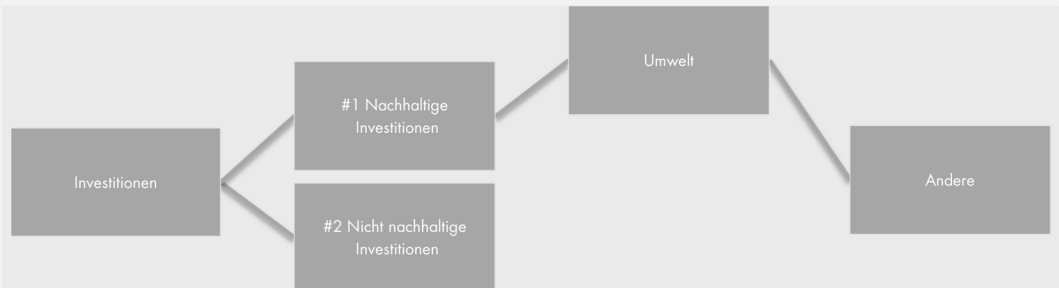 Investitionen
#1 Nachhaltige
Investitionen
#2 Nicht nachhaltige
Investitionen
Umwelt
Andere